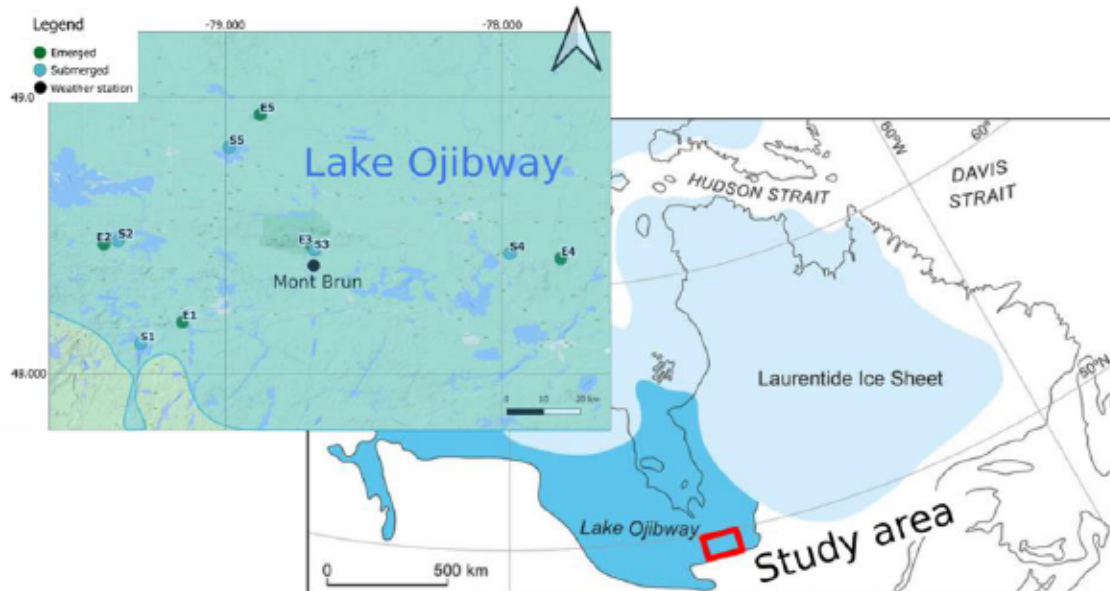 Legend
Emerged
Submerged
Weather station
-79.000
-78.000
49.0
48.000
E5
S5
Lake Ojibway
E2
S2
E3
S3
Mont Brun
S4
E4
E1
S1
0 10 20 km
HUDSON STRAIT
DAVIS
STRAIT
60°W
60°
50°N
Laurentide Ice Sheet
Lake Ojibway
Study area
0 500 km